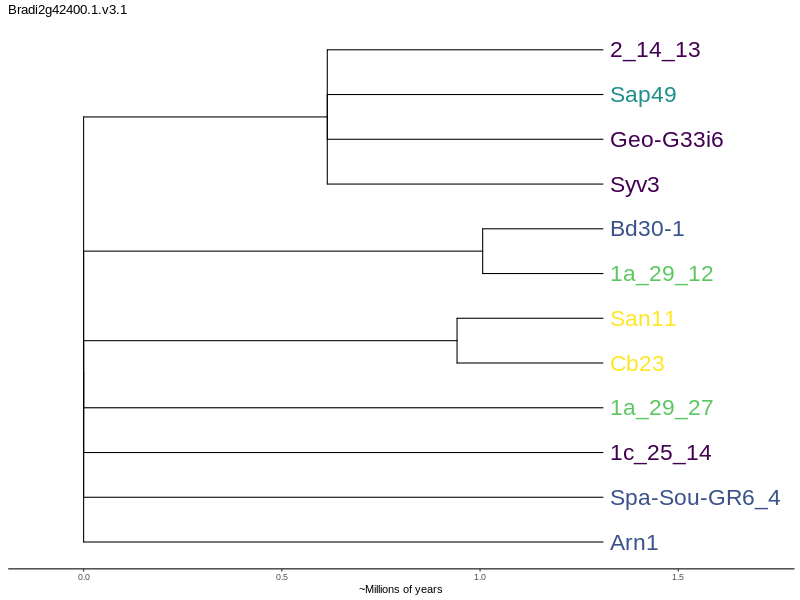 Bradi2g42400.1.v3.1
2_14_13
Sap49
Geo-G33i6
Syv3
Bd30-1
1a_29_12
San11
Cb23
1a_29_27
1c_25_14
Spa-Sou-GR6_4
Arn1
0.0 0.5 1.0 1.5
~Millions of years